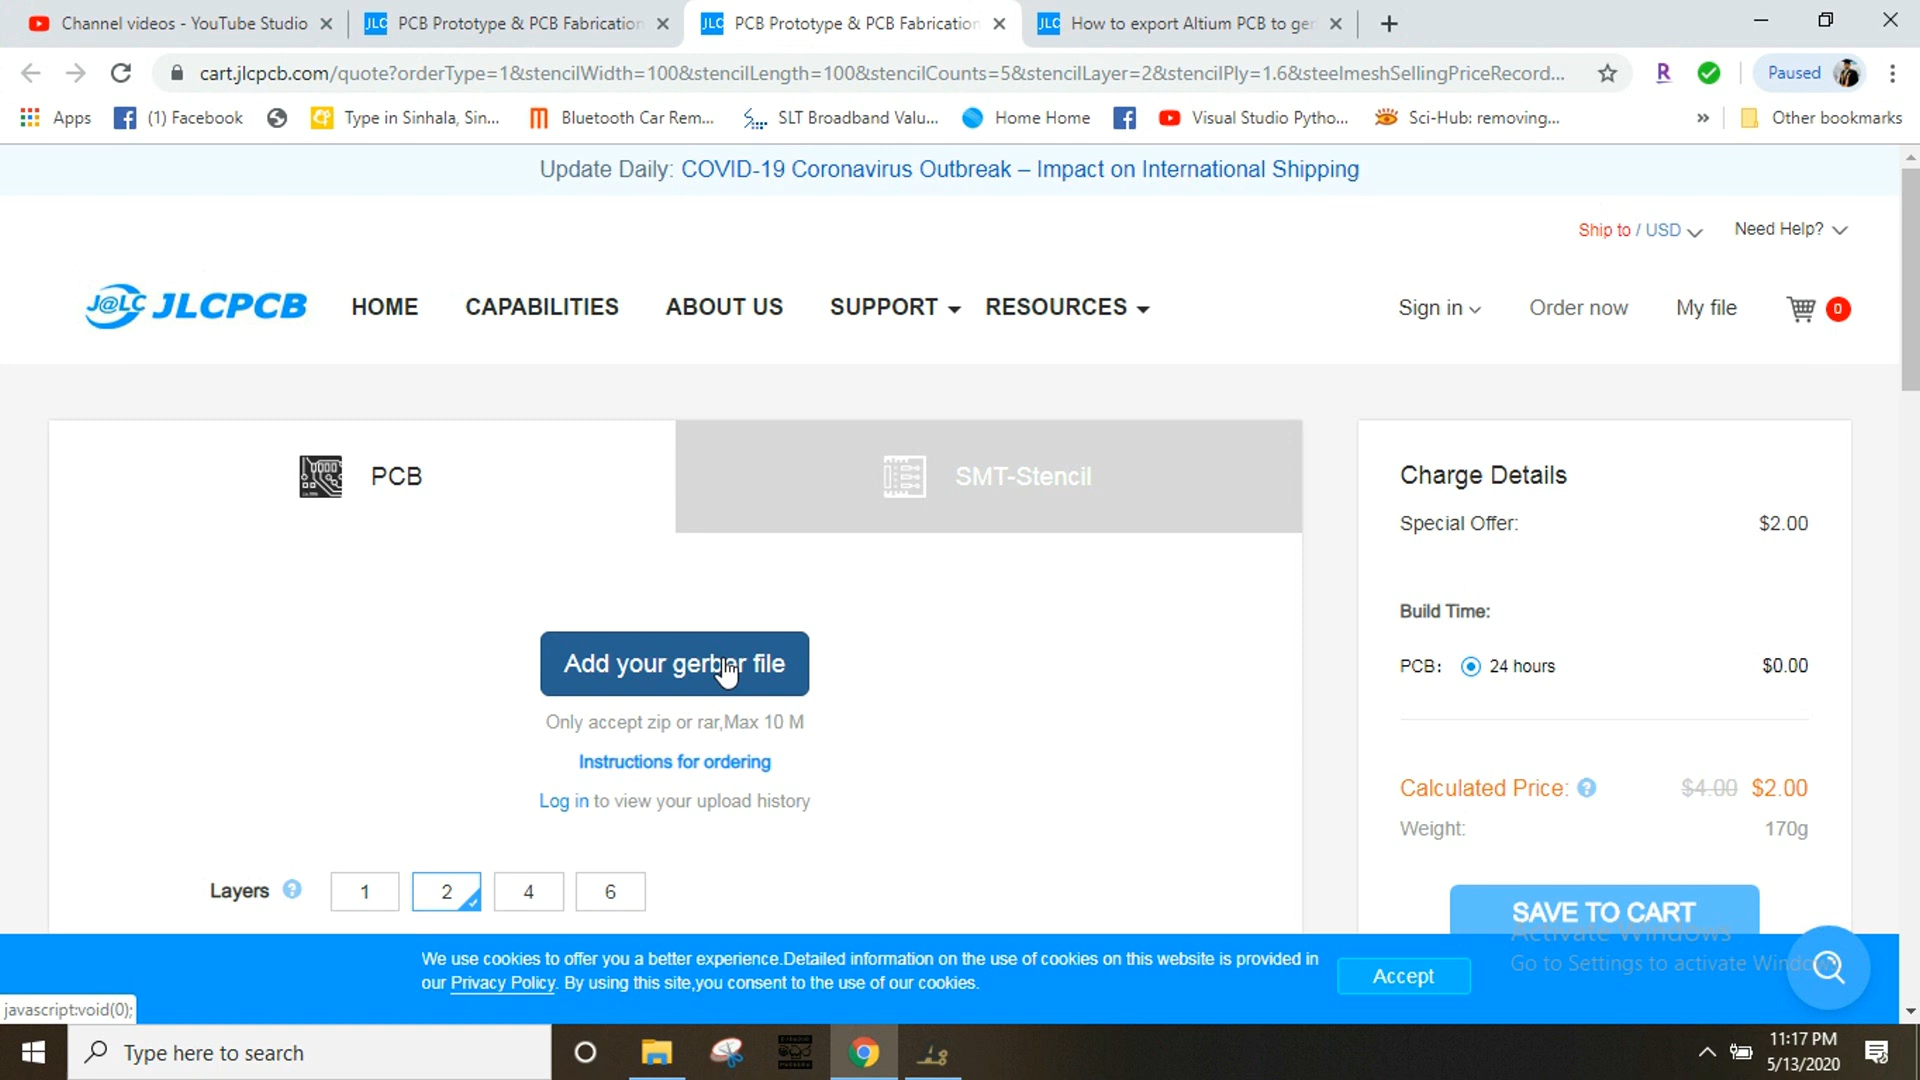 Channel videos - YouTube Studio
JLC PCB Prototype & PCB Fabrication
JLC PCB Prototype & PCB Fabrication
JLC How to export Altium PCB to ger
cart.jlcpcb.com/quote?orderType=1&stencilWidth=100&stencilLength=100&stencilCounts=5&stencilLayer=2&stencilPly=1.6&steelmeshSellingPriceRecord...
R
Paused
Apps
(1) Facebook
Type in Sinhala, Sin...
Bluetooth Car Rem...
SLT Broadband Valu...
Home Home
Visual Studio Pytho...
Sci-Hub: removing...
»
Other bookmarks
Update Daily: COVID-19 Coronavirus Outbreak – Impact on International Shipping
Ship to / USD
Need Help?
J@LC JLCPCB
HOME
CAPABILITIES
ABOUT US
SUPPORT
RESOURCES
Sign in
Order now
My file
0
PCB
SMT-Stencil
Charge Details
Special Offer: $2.00
Build Time:
PCB: 24 hours $0.00
Add your gerber file
Only accept zip or rar,Max 10 M
Instructions for ordering
Log in to view your upload history
Calculated Price: ? $4.00 $2.00
Weight: 170g
Layers ? 1 2 4 6
SAVE TO CART
Activate Windows
Go to Settings to activate Windows
We use cookies to offer you a better experience.Detailed information on the use of cookies on this website is provided in
our Privacy Policy. By using this site,you consent to the use of our cookies.
Accept
javascript:void(0);
Type here to search
11:17 PM
5/13/2020